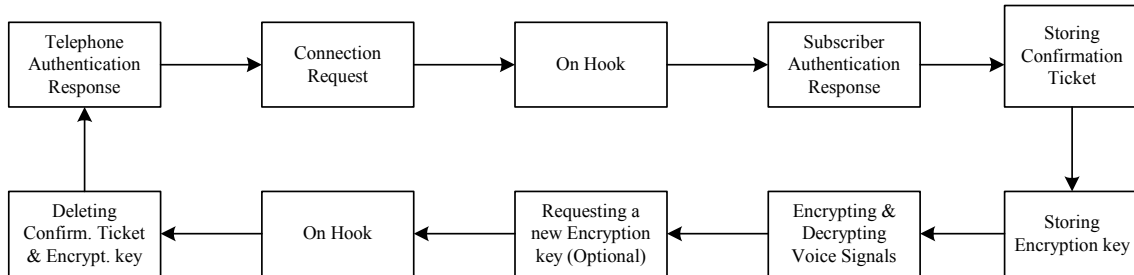 Telephone
Authentication
Response
Connection
Request
On Hook
Subscriber
Authentication
Response
Storing
Confirmation
Ticket
Deleting
Confirm. Ticket
& Encrypt. key
On Hook
Requesting a
new Encryption
key (Optional)
Encrypting &
Decrypting
Voice Signals
Storing
Encryption key